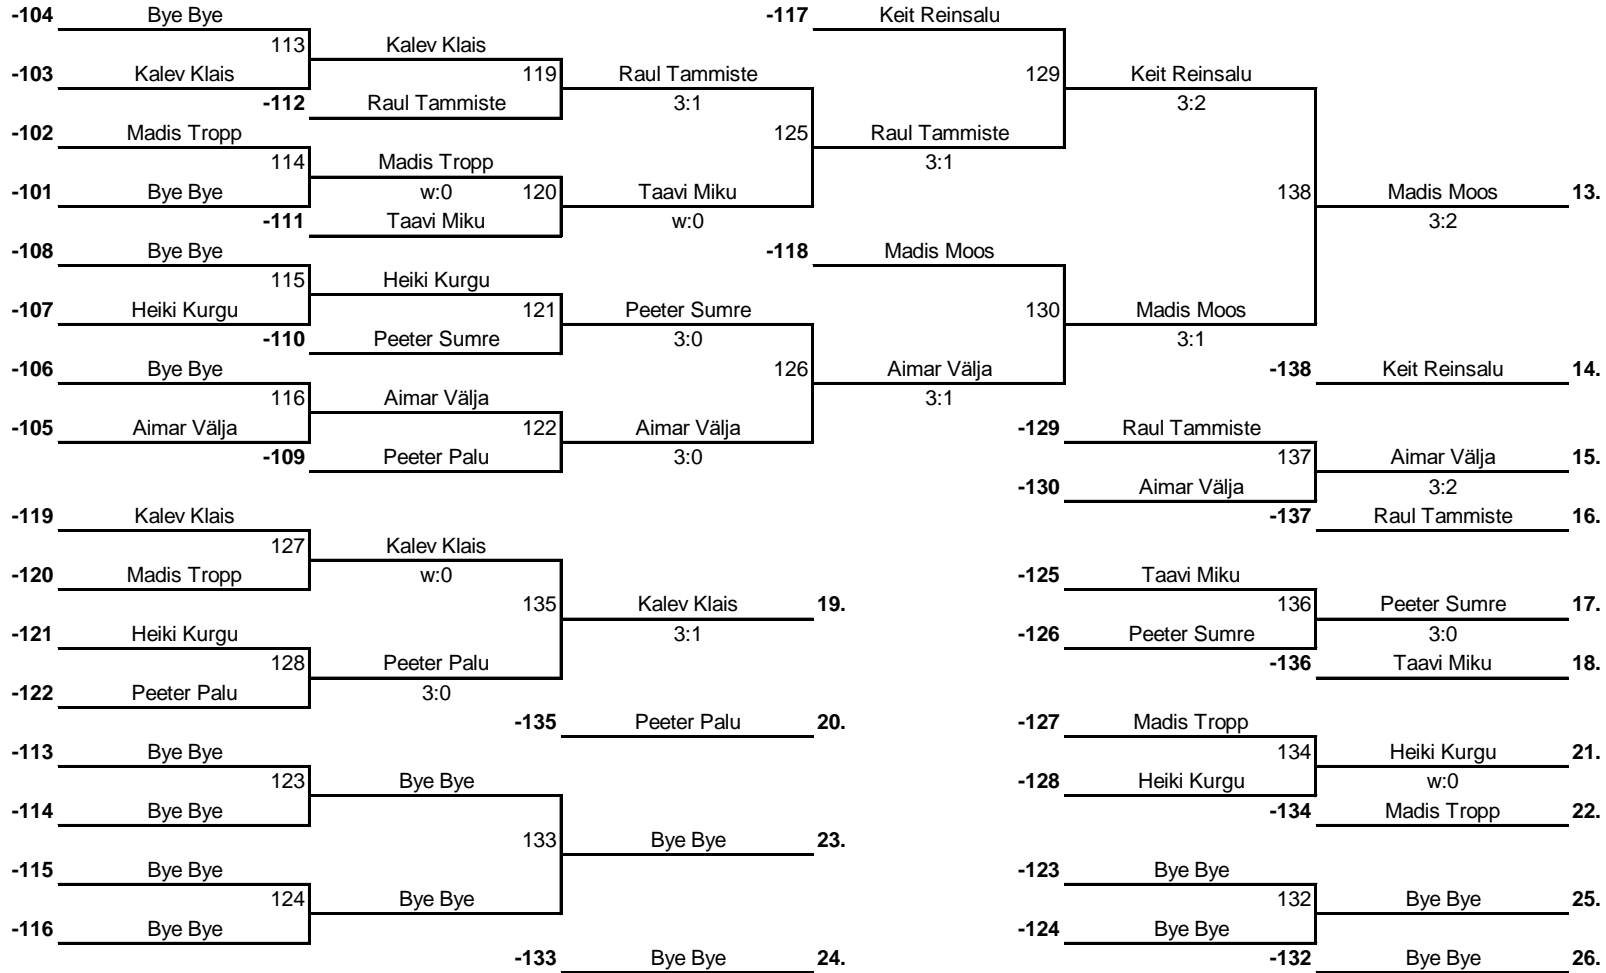 -104 Bye Bye -117 Keit Reinsalu
113 Kalev Klais
-103 Kalev Klais 119 Raul Tammiste 129 Keit Reinsalu
-112 Raul Tammiste 3:1 3:2
-102 Madis Tropp 125 Raul Tammiste
114 Madis Tropp 3:1
-101 Bye Bye w:0 120 Taavi Miku 138 Madis Moos 13.
-111 Taavi Miku w:0 3:2
-108 Bye Bye -118 Madis Moos
115 Heiki Kurgu
-107 Heiki Kurgu 121 Peeter Sumre 130 Madis Moos
-110 Peeter Sumre 3:0 3:1
-106 Bye Bye 126 Aimar Välja -138 Keit Reinsalu 14.
116 Aimar Välja 3:1
-105 Aimar Välja 122 Aimar Välja -129 Raul Tammiste
-109 Peeter Palu 3:0 137 Aimar Välja 15.
-130 Aimar Välja 3:2
-119 Kalev Klais -137 Raul Tammiste 16.
127 Kalev Klais
-120 Madis Tropp w:0 -125 Taavi Miku
135 Kalev Klais 19. 136 Peeter Sumre 17.
-121 Heiki Kurgu 3:1 -126 Peeter Sumre 3:0
128 Peeter Palu -136 Taavi Miku 18.
-122 Peeter Palu 3:0
-135 Peeter Palu 20. -127 Madis Tropp
-113 Bye Bye 134 Heiki Kurgu 21.
123 Bye Bye -128 Heiki Kurgu w:0
-114 Bye Bye -134 Madis Tropp 22.
133 Bye Bye 23.
-115 Bye Bye -123 Bye Bye
124 Bye Bye 132 Bye Bye 25.
-116 Bye Bye -124 Bye Bye
-133 Bye Bye 24. -132 Bye Bye 26.